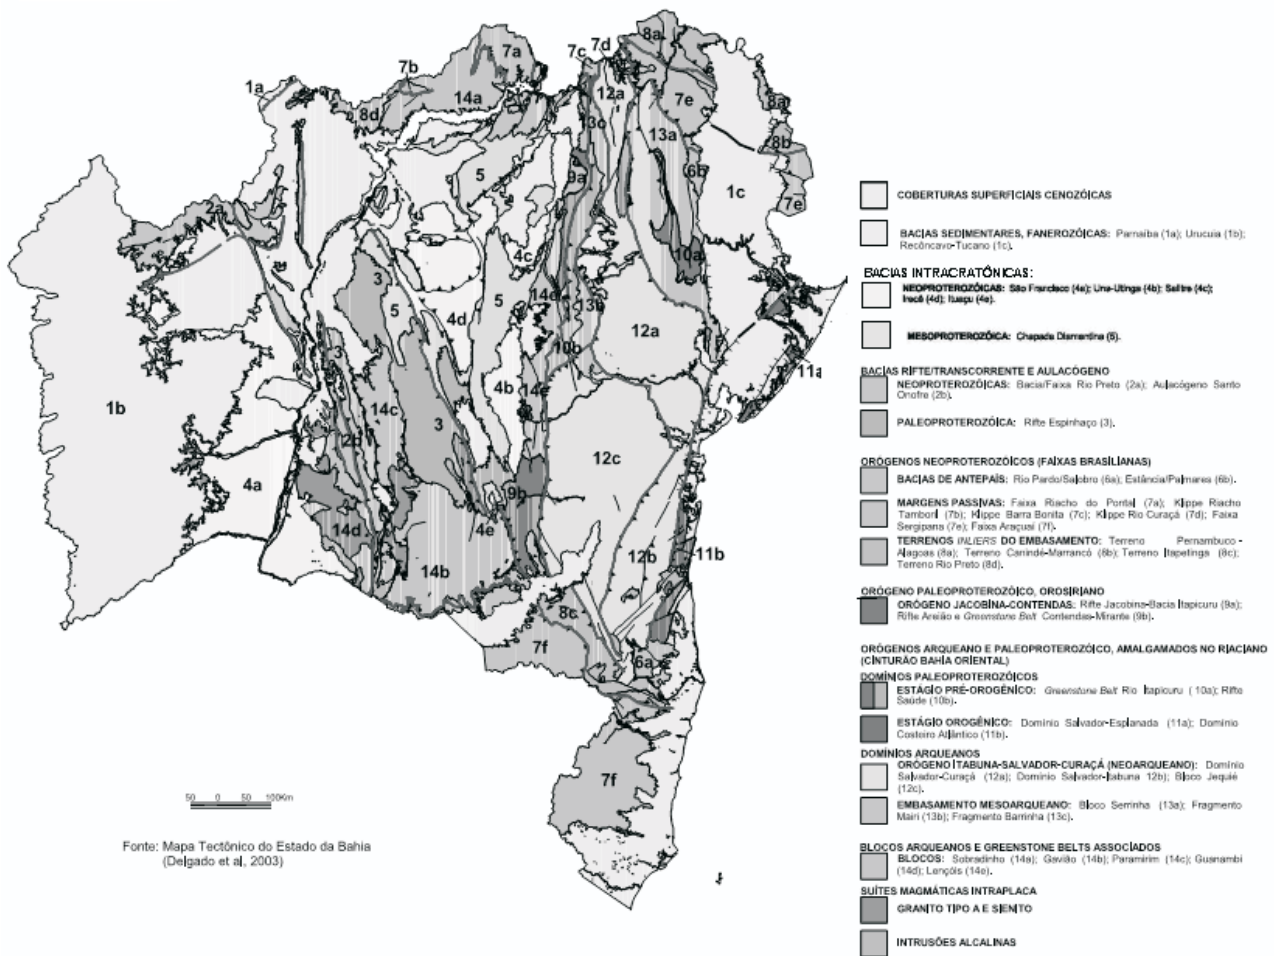 8a
7d
7c
7a
7b
1a
14a
12a
7e
8a
8d
3c
13a
8b
5
9a
6b
1c
7e
2a
4c
10a
3
14e
13b
5
5
4d
12a
10b
3
11a
4b
14e
1b
14c
3
2b
12c
4a
9b
14d
4e
12b
11b
14b
8c
7f
6a
7f
50 0 50 100Km
Fonte: Mapa Tectônico do Estado da Bahia
(Delgado et al, 2003)
COBERTURAS SUPERFICIAIS CENOZÓICAS
BACIAS SEDIMENTARES, FANEROZÓICAS: Parnaíba (1a); Urucuia (1b);
Recôncavo-Tucano (1c).
BACIAS INTRACRATÔNICAS:
NEOPROTEROZÓICAS: São Francisco (4a); Una-Utinga (4b); Salitre (4c);
Irecê (4d); Ituaçu (4e).
MESOPROTEROZÓICA: Chapada Diamantina (5).
BACIAS RIFTE/TRANSCORRENTE E AULACÓGENO
NEOPROTEROZÓICAS: Bacia/Faixa Rio Preto (2a); Aulacógeno Santo
Onofre (2b).
PALEOPROTEROZÓICA: Rifte Espinhaço (3).
ORÓGENOS NEOPROTEROZÓICOS (FAIXAS BRASILIANAS)
BACIAS DE ANTEPAÍS: Rio Pardo/Salobro (6a); Estância/Palmares (6b).
MARGENS PASSIVAS: Faixa Riacho do Pontal (7a); Klippe Riacho
Tamboril (7b); Klippe Barra Bonita (7c); Klippe Rio Curaçá (7d); Faixa
Sergipana (7e); Faixa Araçuaí (7f).
TERRENOS INLIERS DO EMBASAMENTO: Terreno Pernambuco -
Alagoas (8a); Terreno Canindé-Marrancó (6b); Terreno Itapetinga (8c);
Terreno Rio Preto (8d).
ORÓGENO PALEOPROTEROZÓICO, OROSIRIANO
ORÓGENO JACOBINA-CONTENDAS: Rifte Jacobina-Bacia Itapicuru (9a);
Rifte Areião e Greenstone Belt Contendas-Mirante (9b).
ORÓGENOS ARQUEANO E PALEOPROTEROZÓICO, AMALGAMADOS NO RIACIANO
(CINTURÃO BAHIA ORIENTAL)
DOMÍNIOS PALEOPROTEROZÓICOS
ESTÁGIO PRÉ-OROGÊNICO: Greenstone Belt Rio Itapicuru ( 10a); Rifte
Saúde (10b).
ESTÁGIO OROGÊNICO: Domínio Salvador-Esplanada (11a); Domínio
Costeiro Atlântico (11b).
DOMÍNIOS ARQUEANOS
ORÓGENO ITABUNA-SALVADOR-CURAÇÁ (NEOARQUEANO): Domínio
Salvador-Curaçá (12a); Domínio Salvador-Itabuna 12b); Bloco Jequié
(12c).
EMBASAMENTO MESOARQUEANO: Bloco Serrinha (13a); Fragmento
Mairi (13b); Fragmento Barrinha (13c).
BLOCOS ARQUEANOS E GREENSTONE BELTS ASSOCIADOS
BLOCOS: Sobradinho (14a); Gavião (14b); Paramirim (14c); Guanambi
(14d); Lençóis (14e).
SUÍTES MAGMÁTICAS INTRAPLACA
GRANITO TIPO A E SIENITO
INTRUSÕES ALCALINAS